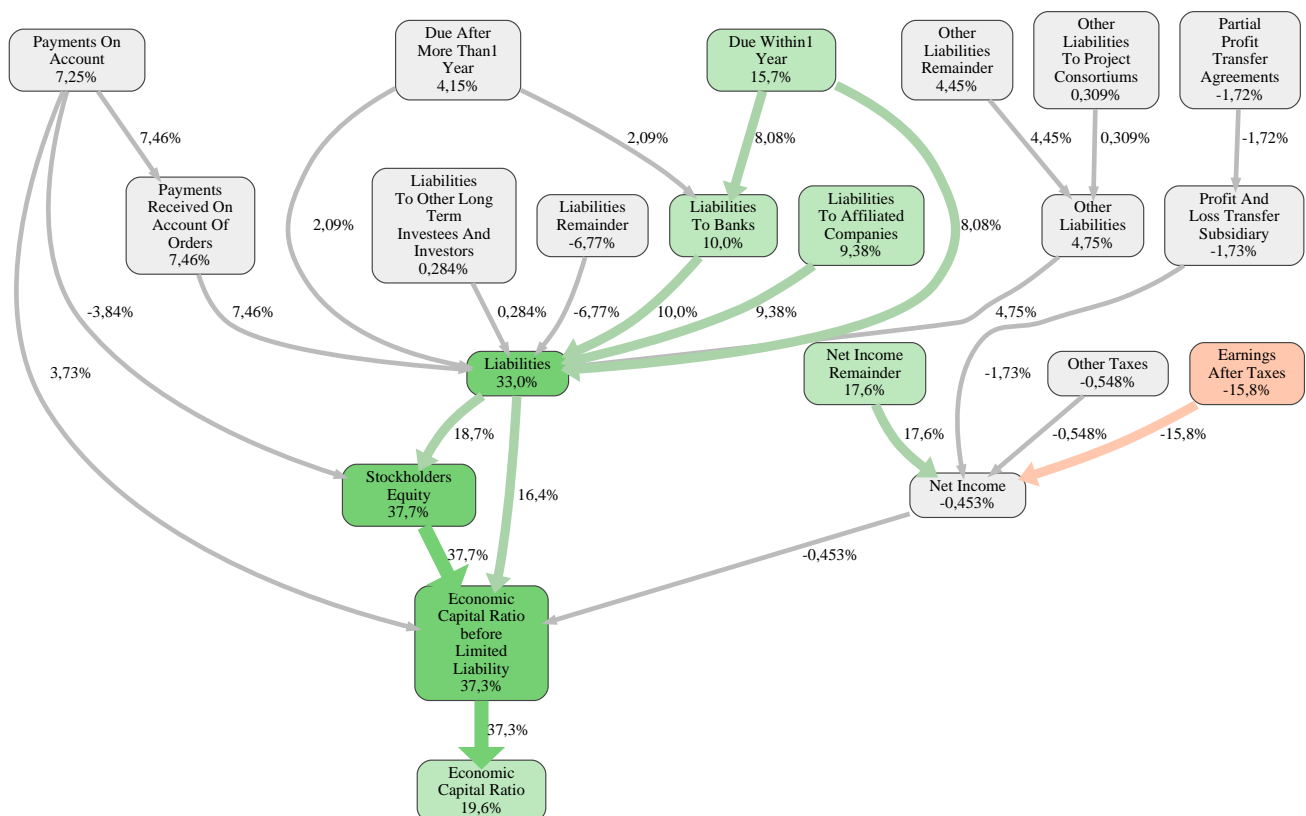 Payments On
Account
7,25%
Due After
More Than1
Year
4,15%
Due Within1
Year
15,7%
Other
Liabilities
Remainder
4,45%
Other
Liabilities
To Project
Consortiums
0,309%
Partial
Profit
Transfer
Agreements
-1,72%
7,46%
2,09%
8,08%
4,45%
0,309%
-1,72%
Payments
Received On
Account Of
Orders
7,46%
Liabilities
To Other Long
Term
Investees And
Investors
0,284%
Liabilities
Remainder
-6,77%
Liabilities
To Banks
10,0%
Liabilities
To Affiliated
Companies
9,38%
Other
Liabilities
4,75%
Profit And
Loss Transfer
Subsidiary
-1,73%
2,09%
8,08%
-3,84%
7,46%
0,284%
-6,77%
10,0%
9,38%
4,75%
3,73%
Liabilities
33,0%
Net Income
Remainder
17,6%
-1,73%
Other Taxes
-0,548%
Earnings
After Taxes
-15,8%
18,7%
17,6%
-0,548%
-15,8%
Stockholders
Equity
37,7%
16,4%
Net Income
-0,453%
37,7%
-0,453%
Economic
Capital Ratio
before
Limited
Liability
37,3%
37,3%
Economic
Capital Ratio
19,6%